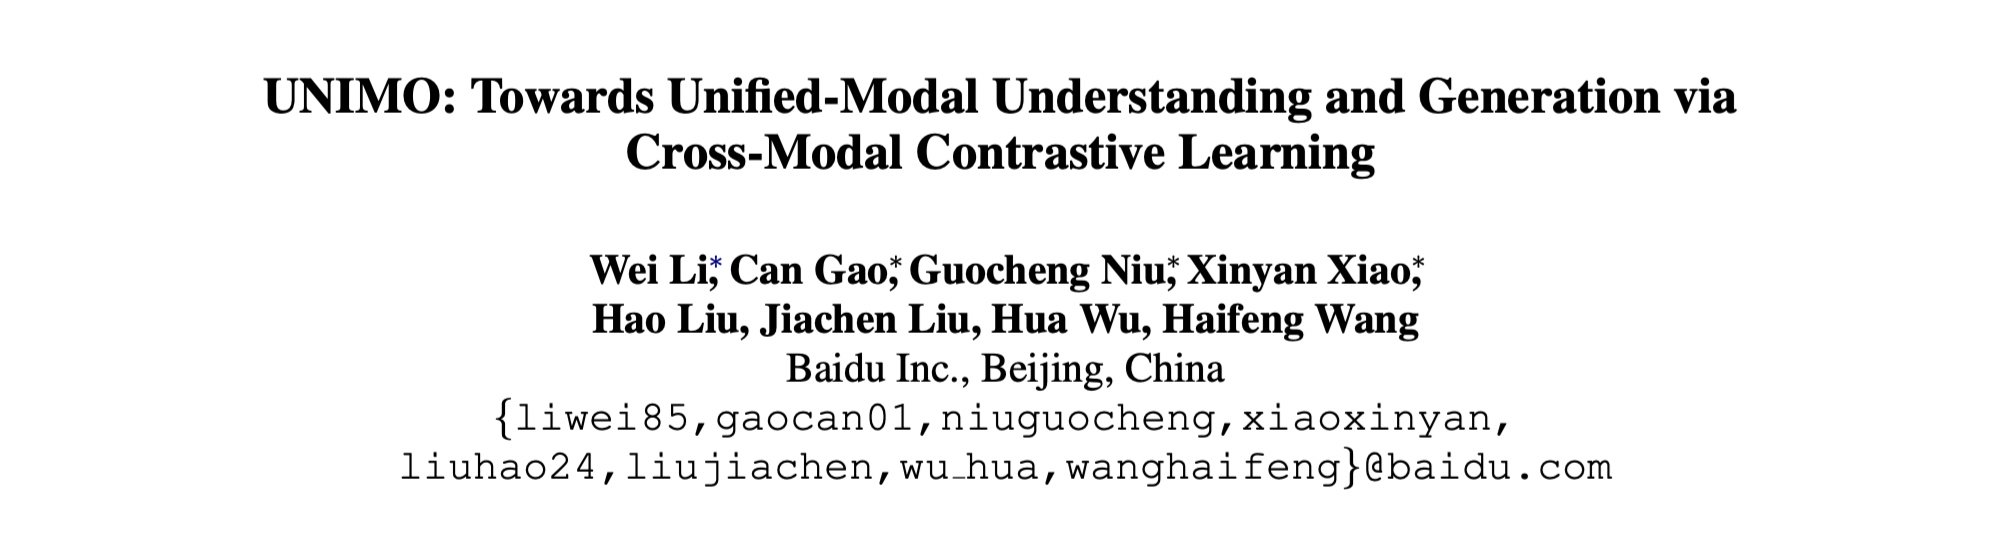 UNIMO: Towards Unified-Modal Understanding and Generation via
Cross-Modal Contrastive Learning
Wei Li*, Can Gao*, Guocheng Niu*, Xinyan Xiao*,
Hao Liu, Jiachen Liu, Hua Wu, Haifeng Wang
Baidu Inc., Beijing, China
{liwei85,gaocan01,niuguocheng,xiaoxinyan,
liuhao24,liujiachen,wu_hua,wanghaifeng}@baidu.com